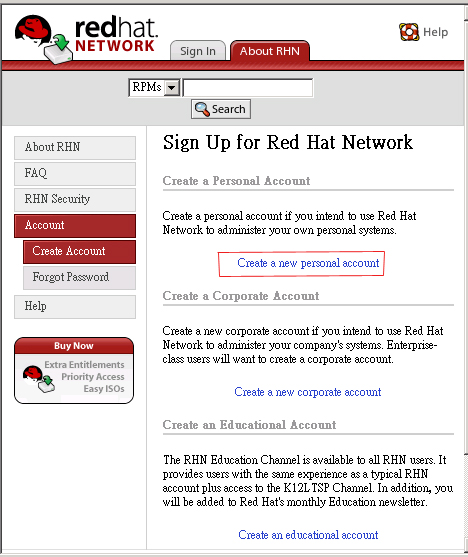 redhat.
NETWORK
Sign In
About RHN
Help
RPMs
Search
About RHN
FAQ
RHN Security
Account
Create Account
Forgot Password
Help
Buy Now
Extra Entitlements
Priority Access
Easy ISOs
Sign Up for Red Hat Network
Create a Personal Account
Create a personal account if you intend to use Red Hat
Network to administer your own personal systems.
Create a new personal account
Create a Corporate Account
Create a new corporate account if you intend to use Red Hat
Network to administer your company's systems. Enterprise-
class users will want to create a corporate account.
Create a new corporate account
Create an Educational Account
The RHN Education Channel is available to all RHN users. It
provides users with the same experience as a typical RHN
account plus access to the K12LTSP Channel. In addition, you
will be added to Red Hat's monthly Education newsletter.
Create an educational account